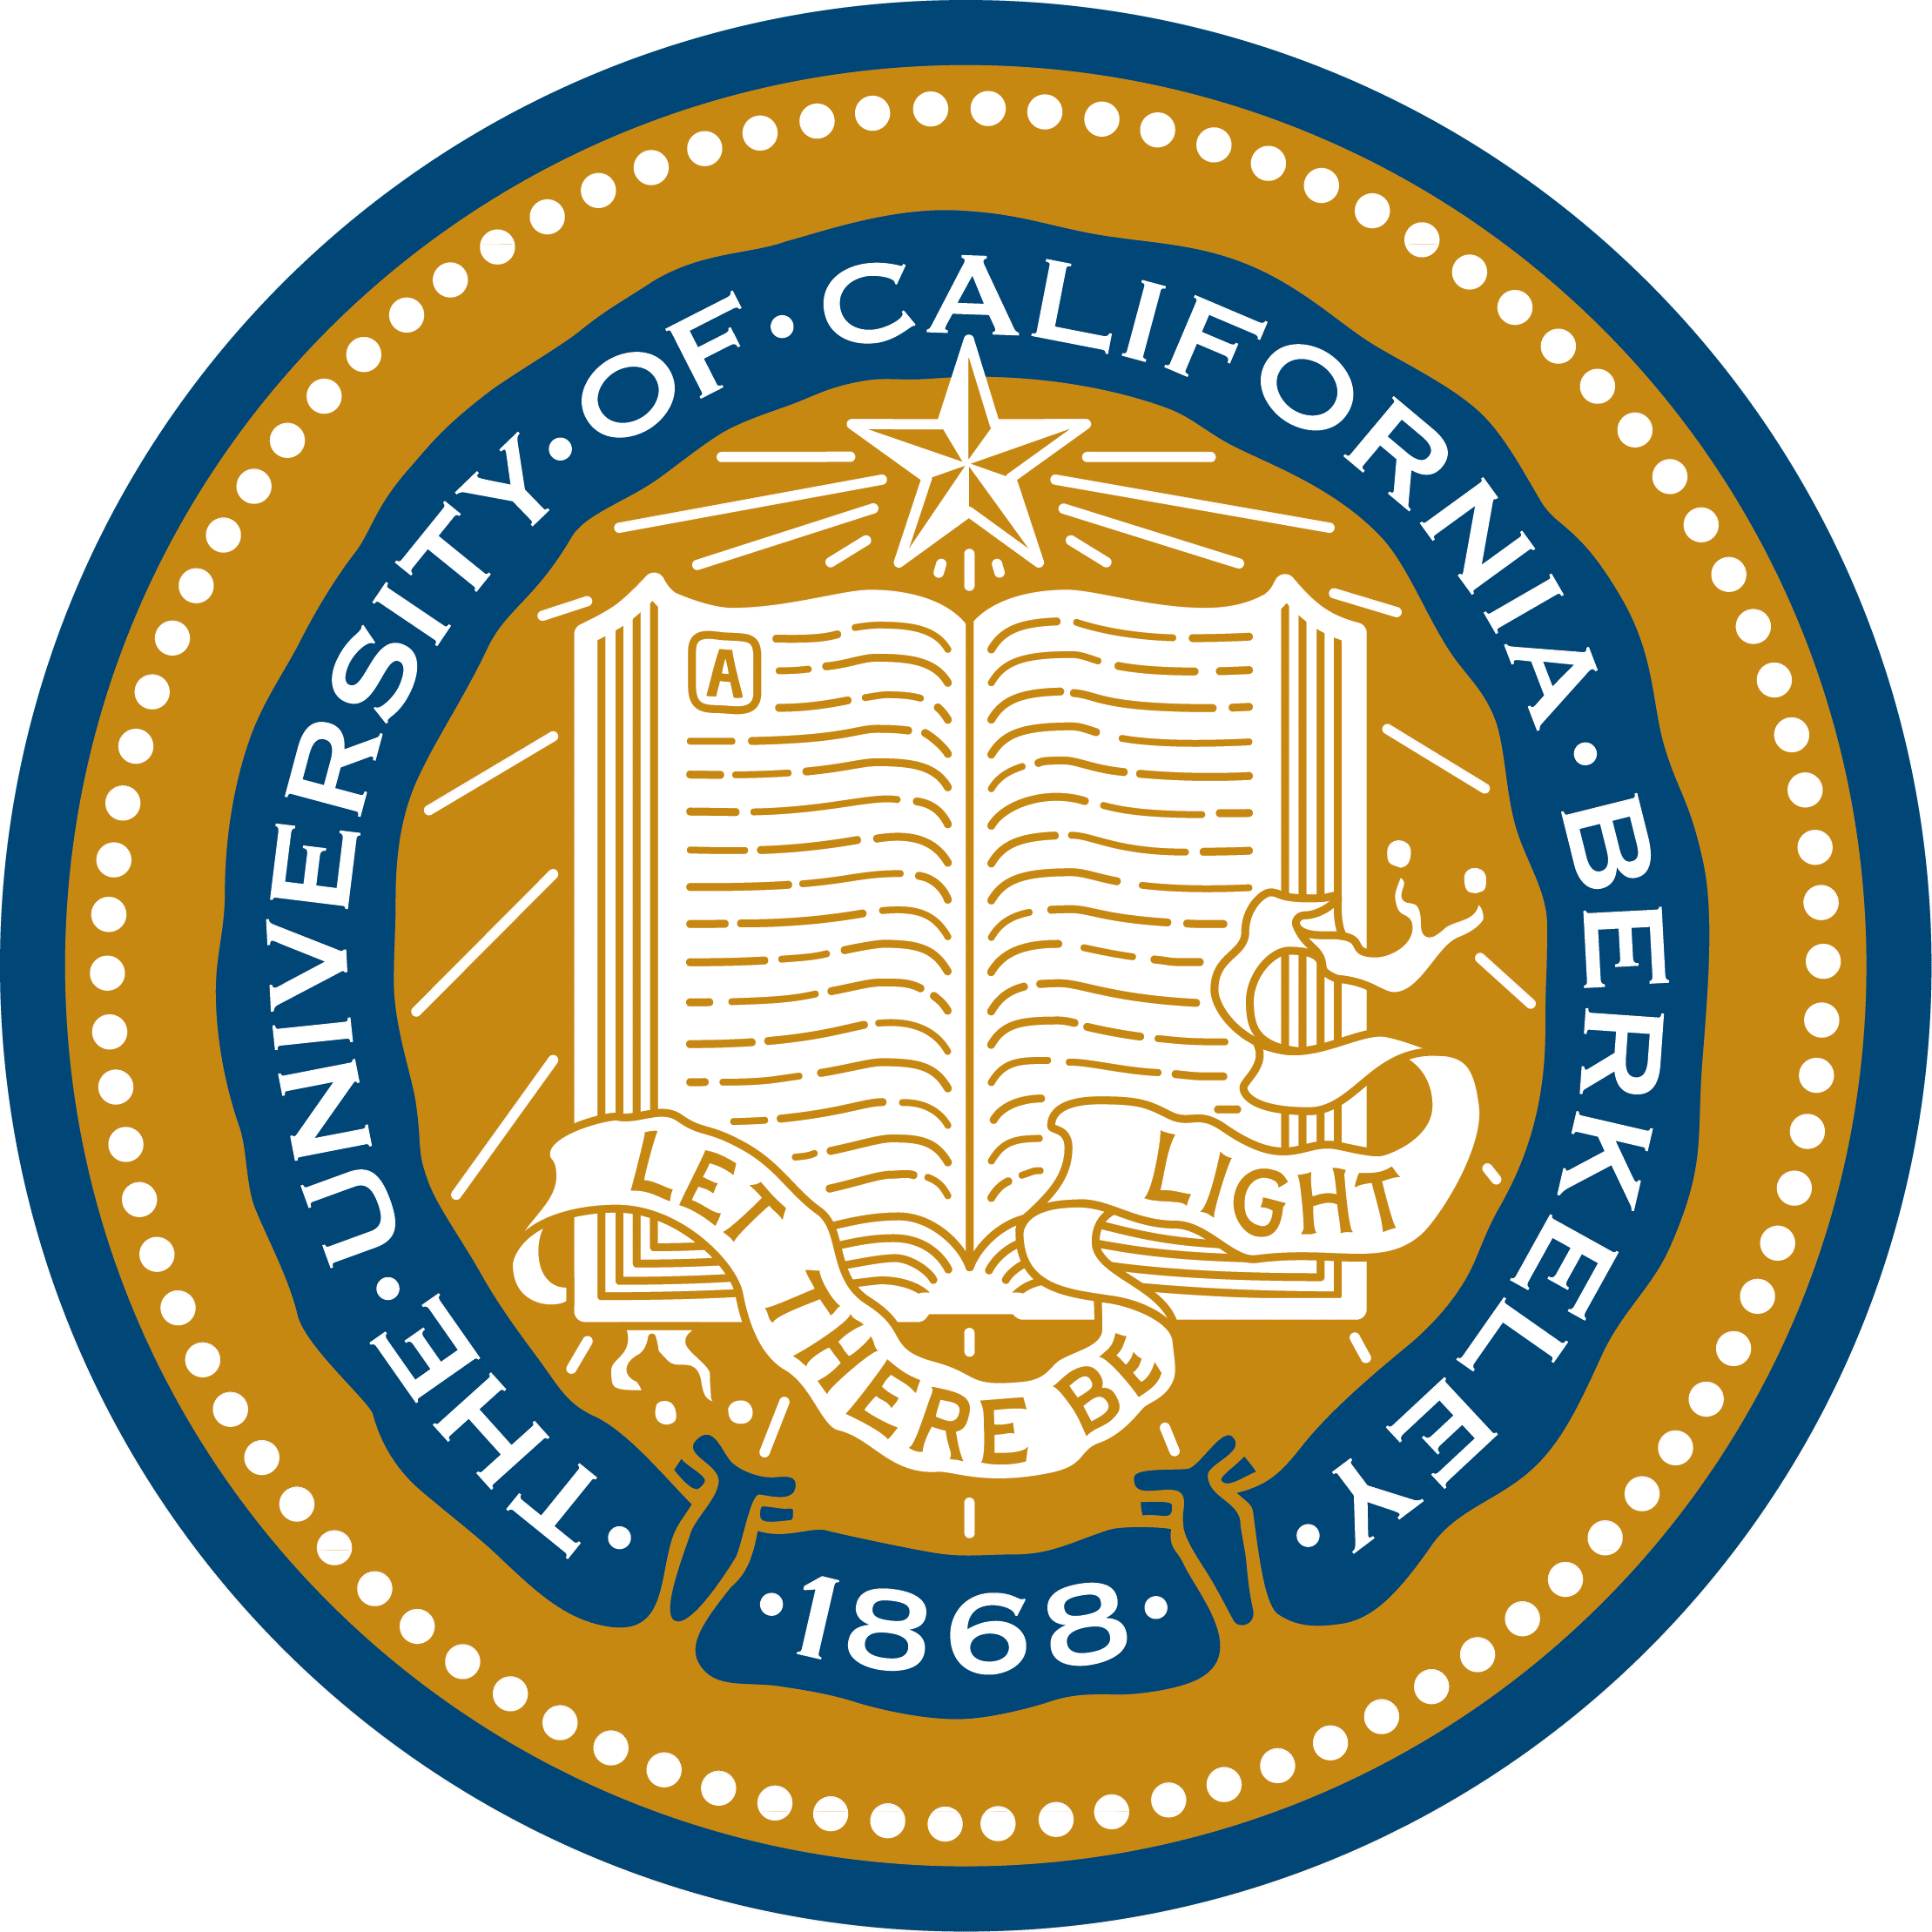 ·THE·UNIVERSITY·OF·CALIFORNIA·BERKELEY·
A
LET THERE BE LIGHT
·1868·